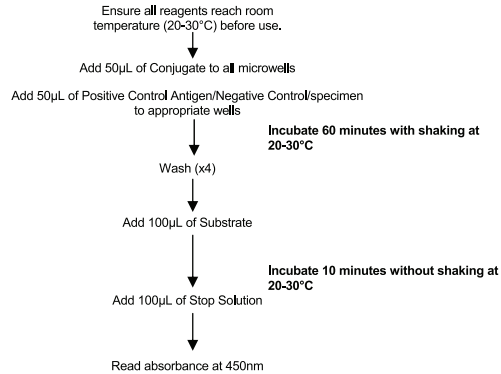 Ensure all reagents reach room
temperature (20-30°C) before use.
Add 50µL of Conjugate to all microwells
Add 50µL of Positive Control Antigen/Negative Control/specimen
to appropriate wells
Incubate 60 minutes with shaking at
20-30°C
Wash (x4)
Add 100µL of Substrate
Incubate 10 minutes without shaking at
20-30°C
Add 100µL of Stop Solution
Read absorbance at 450nm